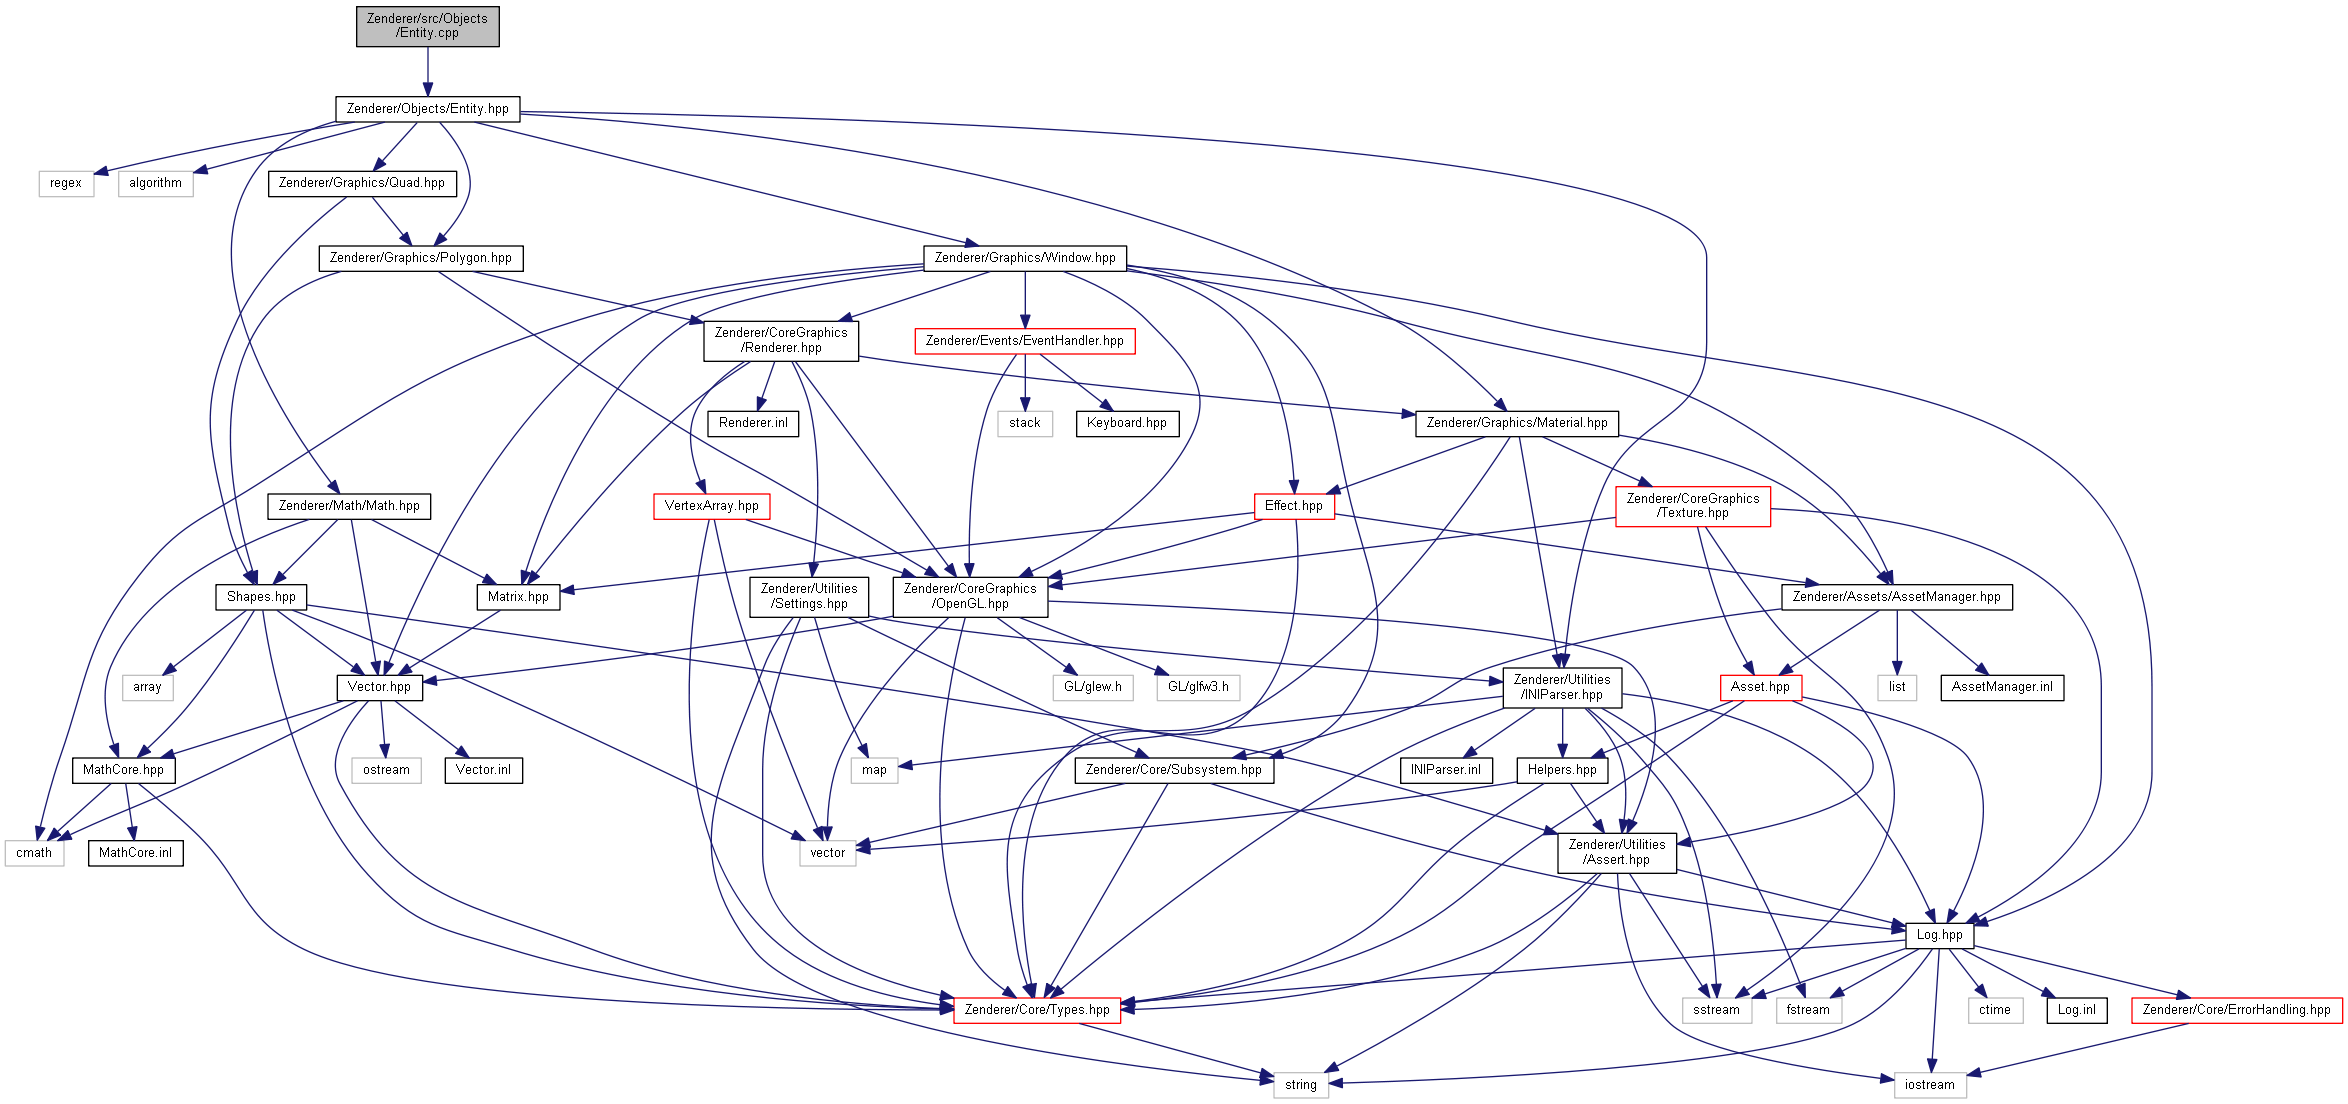 Zenderer/src/Objects
/Entity.cpp
Zenderer/Objects/Entity.hpp
regex
algorithm
Zenderer/Graphics/Quad.hpp
Zenderer/Graphics/Polygon.hpp
Zenderer/Graphics/Window.hpp
Zenderer/CoreGraphics
/Renderer.hpp
Zenderer/Events/EventHandler.hpp
Renderer.inl
stack
Keyboard.hpp
Zenderer/Graphics/Material.hpp
Zenderer/Math/Math.hpp
VertexArray.hpp
Effect.hpp
Zenderer/CoreGraphics
/Texture.hpp
Shapes.hpp
Matrix.hpp
Zenderer/Utilities
/Settings.hpp
Zenderer/CoreGraphics
/OpenGL.hpp
Zenderer/Assets/AssetManager.hpp
array
Vector.hpp
GL/glew.h
GL/glfw3.h
Zenderer/Utilities
/INIParser.hpp
Asset.hpp
list
AssetManager.inl
MathCore.hpp
ostream
Vector.inl
map
Zenderer/Core/Subsystem.hpp
INIParser.inl
Helpers.hpp
cmath
MathCore.inl
vector
Zenderer/Utilities
/Assert.hpp
Log.hpp
Zenderer/Core/Types.hpp
sstream
fstream
ctime
Log.inl
Zenderer/Core/ErrorHandling.hpp
string
iostream